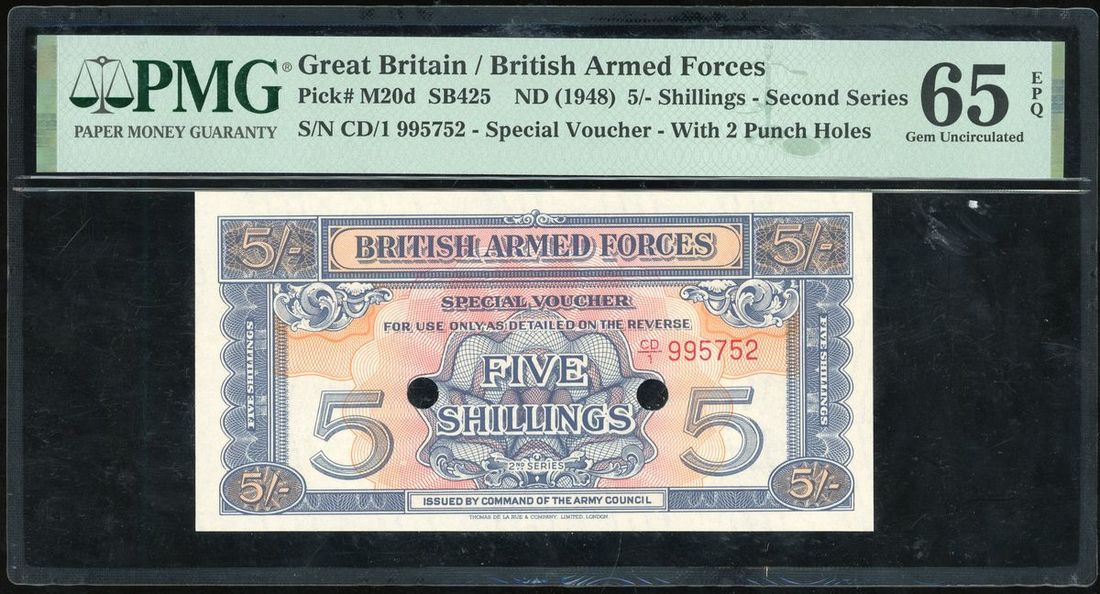 PMG®
PAPER MONEY GUARANTY
Great Britain / British Armed Forces
Pick# M20d SB425 ND (1948) 5/- Shillings - Second Series
S/N CD/1 995752 - Special Voucher - With 2 Punch Holes
65
EPQ
Gem Uncirculated
5/-
BRITISH ARMED FORCES
5/-
SPECIAL VOUCHER
FOR USE ONLY AS DETAILED ON THE REVERSE
CD/1 995752
FIVE SHILLINGS
FIVE SHILLINGS
FIVE
SHILLINGS
5
5
2ND SERIES
5/-
5/-
ISSUED BY COMMAND OF THE ARMY COUNCIL
THOMAS DE LA RUE & COMPANY, LIMITED, LONDON.